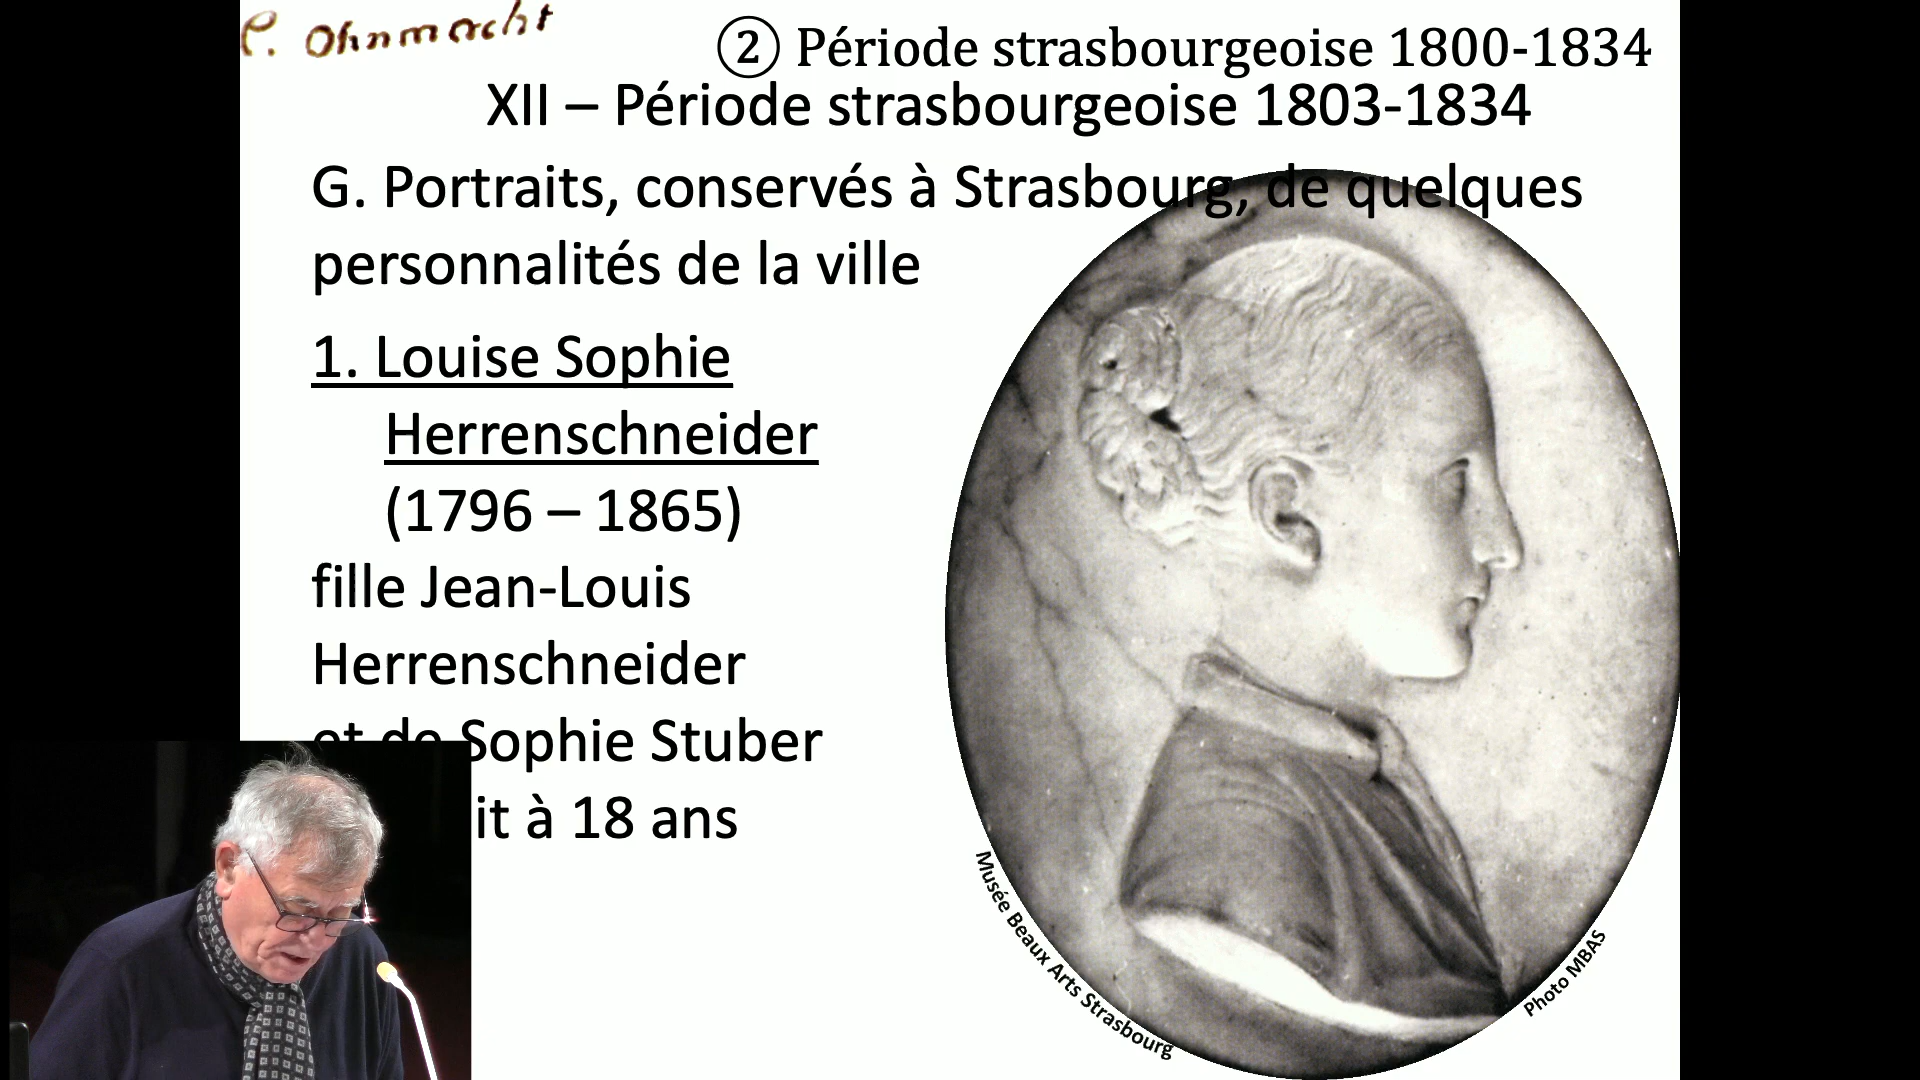 C. Ohnmacht
② Période strasbourgeoise 1800-1834
XII – Période strasbourgeoise 1803-1834
G. Portraits, conservés à Strasbourg, de quelques
personnalités de la ville
1. Louise Sophie
Herrenschneider
(1796 – 1865)
fille Jean-Louis
Herrenschneider
et de Sophie Stuber
it à 18 ans
Musée Beaux Arts Strasbourg
Photo MBAS